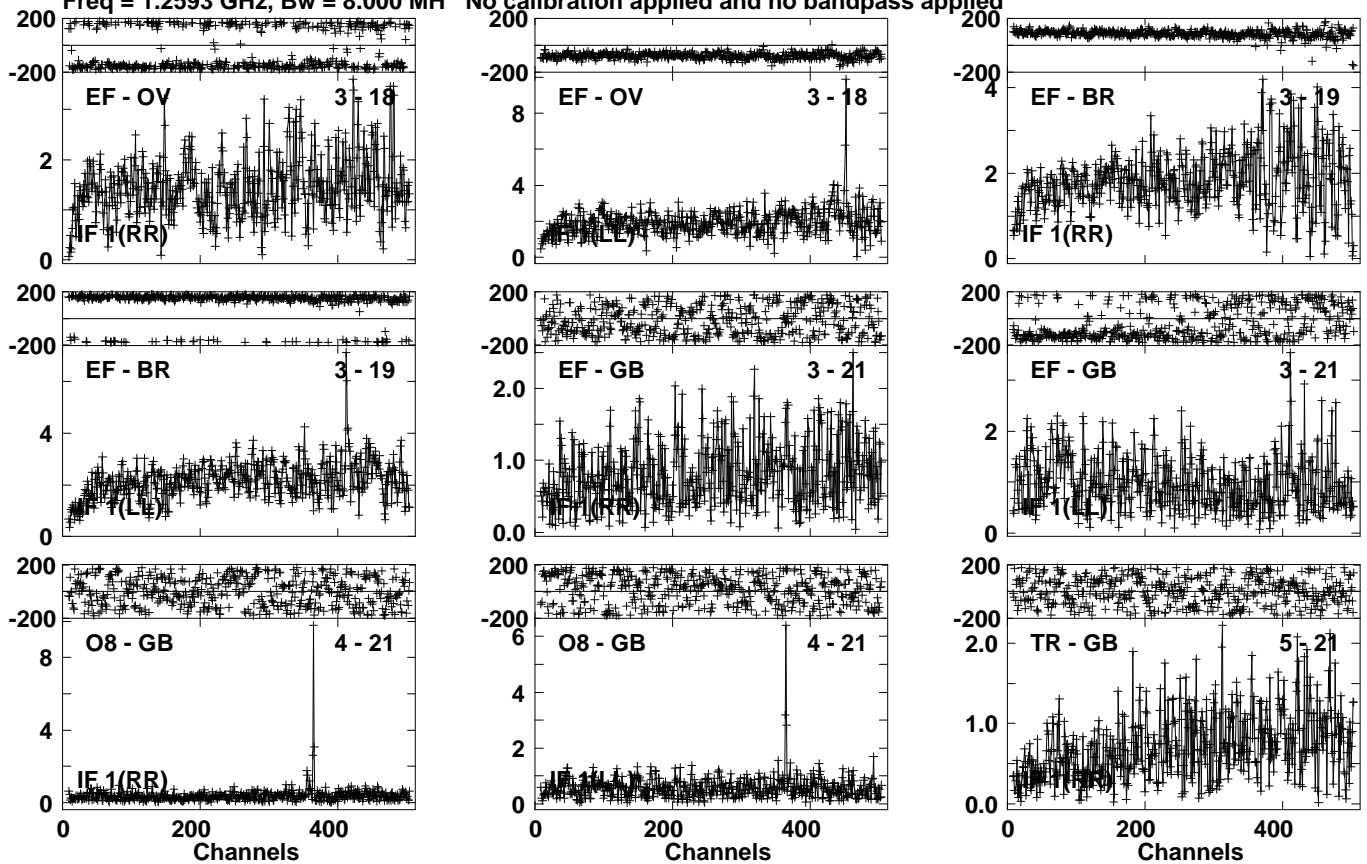 Freq = 1.2593 GHz, Bw = 8.000 MH No calibration applied and no bandpass applied
200
-200
EF - OV 3 - 18
2
0
IF 1(RR)
EF - OV 3 - 18
200
-200
8
4
0
IF 1(LL)
EF - BR 3 - 19
200
-200
4
2
0
IF 1(RR)
200
-200
EF - BR 3 - 19
4
0
IF 1(LL)
200
-200
EF - GB 3 - 21
2.0
1.0
0.0
IF 1(RR)
200
-200
EF - GB 3 - 21
2
0
IF 1(LL)
200
-200
O8 - GB 4 - 21
8
4
0
IF 1(RR)
0 200 400
Channels
200
-200
O8 - GB 4 - 21
6
4
2
0
IF 1(LL)
0 200 400
Channels
200
-200
TR - GB 5 - 21
2.0
1.0
0.0
IF 1(RR)
0 200 400
Channels